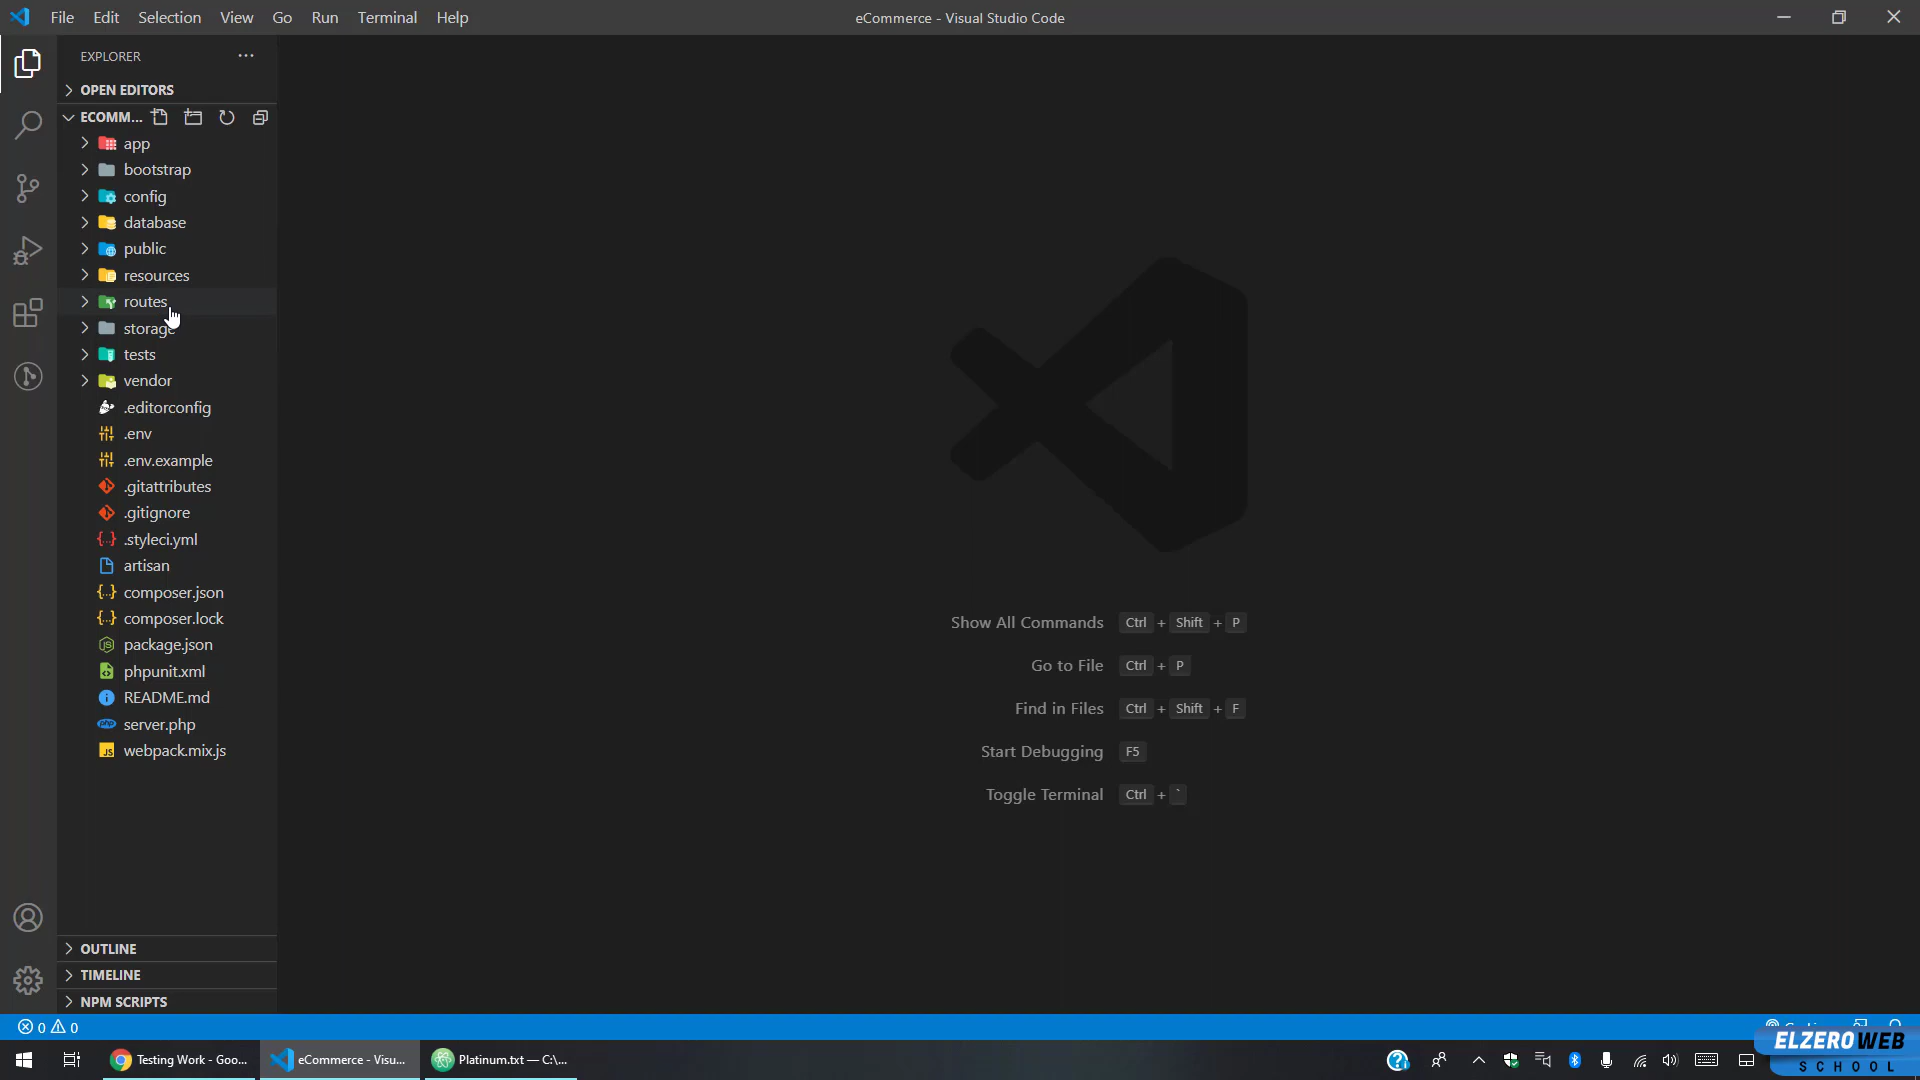 File Edit Selection View Go Run Terminal Help
eCommerce - Visual Studio Code
EXPLORER
OPEN EDITORS
ECOMM...
app
bootstrap
config
database
public
resources
routes
storage
tests
vendor
.editorconfig
.env
.env.example
.gitattributes
.gitignore
.styleci.yml
artisan
composer.json
composer.lock
package.json
phpunit.xml
README.md
server.php
webpack.mix.js
Show All Commands Ctrl + Shift + P
Go to File Ctrl + P
Find in Files Ctrl + Shift + F
Start Debugging F5
Toggle Terminal Ctrl + `
OUTLINE
TIMELINE
NPM SCRIPTS
0 0
Testing Work - Goo...
eCommerce - Visu...
Platinum.txt — C:\...
ELZEROWEB
SCHOOL